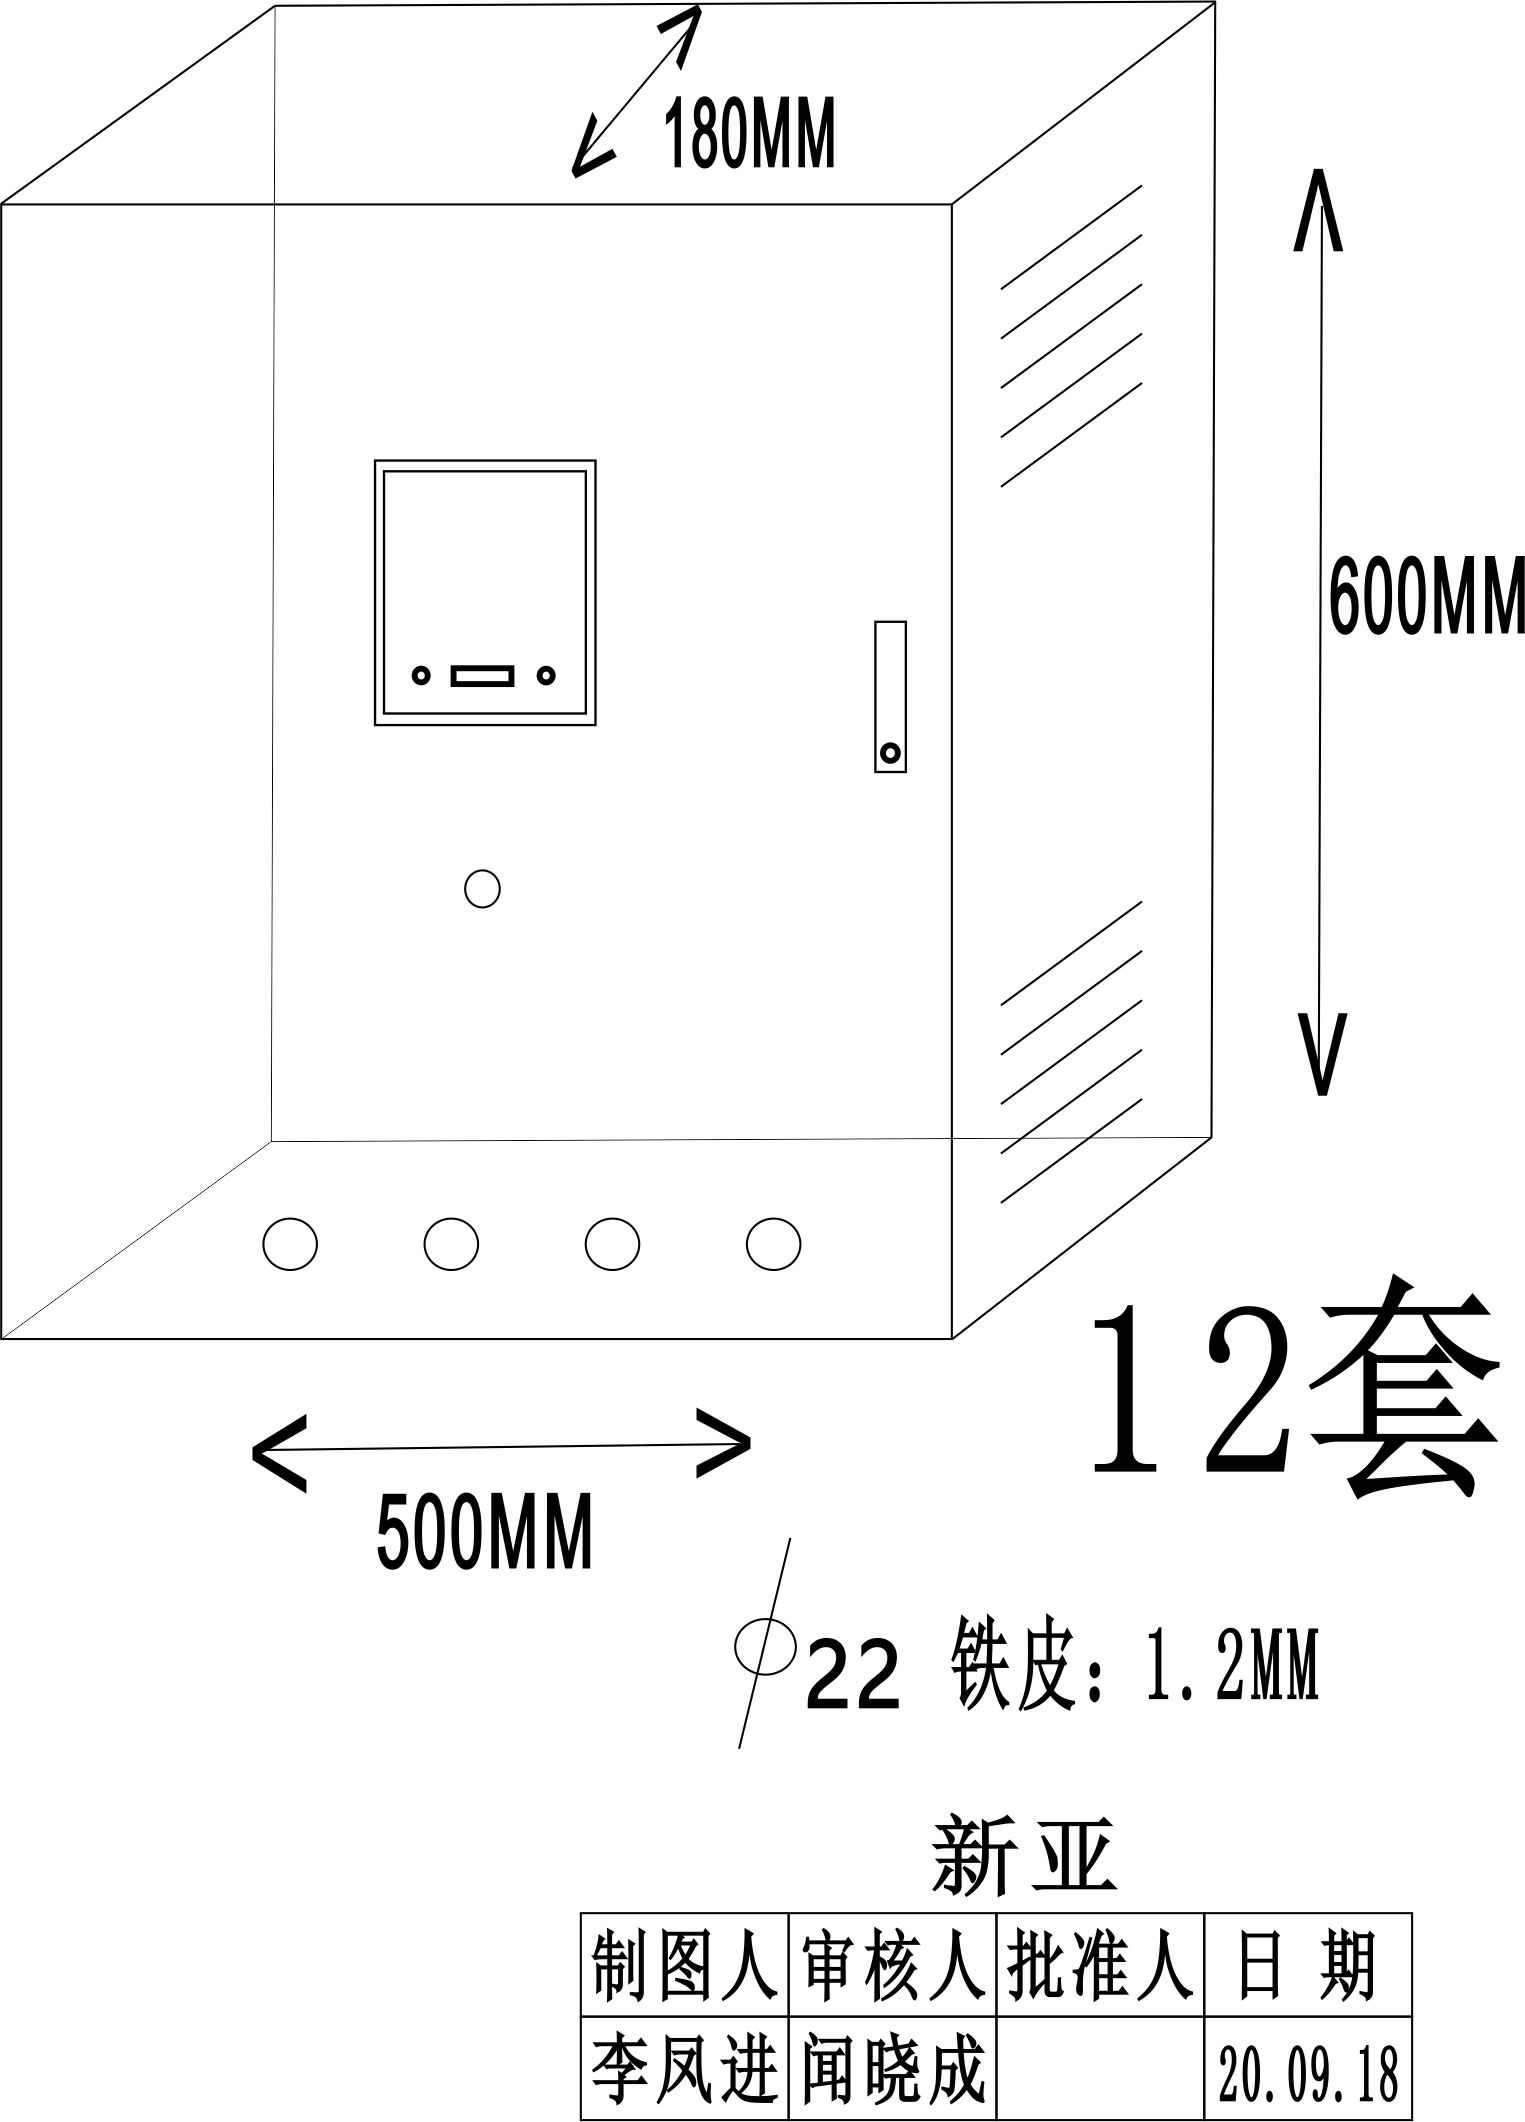 180MM
600MM
12套
500MM
22 铁皮：1.2MM
新亚
制图人 审核人 批准人 日 期
李凤进 闻晓成 20.09.18